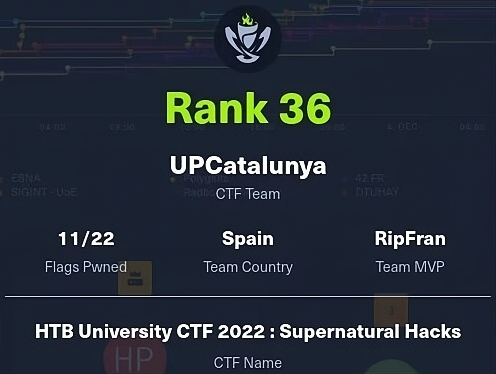 Rank 36
UPCatalunya
CTF Team
11/22 Spain RipFran
Flags Pwned Team Country Team MVP
HTB University CTF 2022 : Supernatural Hacks
CTF Name
HP